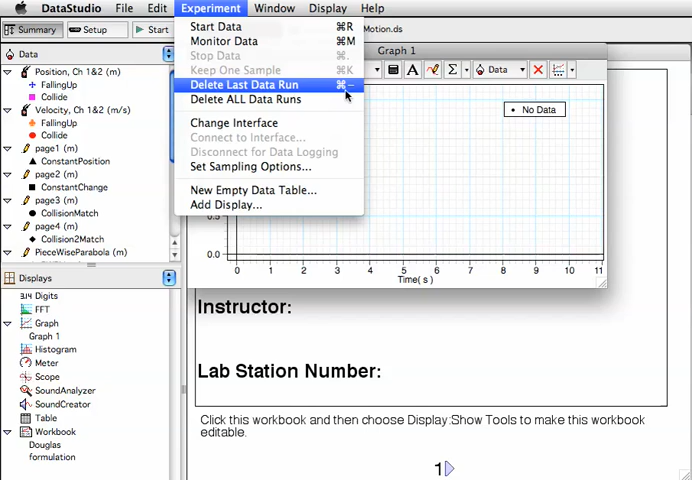 DataStudio File Edit Experiment Window Display Help
Summary Setup Start Motion.ds
Graph 1
Data
Position, Ch 1&2 (m)
FallingUp
Collide
Velocity, Ch 1&2 (m/s)
FallingUp
Collide
page1 (m)
ConstantPosition
page2 (m)
ConstantChange
page3 (m)
CollisionMatch
page4 (m)
Collision2Match
PieceWiseParabola (m)
Start Data ⌘R
Monitor Data ⌘M
Stop Data ⌘.
Keep One Sample ⌘K
Delete Last Data Run ⌘–
Delete ALL Data Runs
Change Interface
Connect to Interface...
Disconnect for Data Logging
Set Sampling Options...
New Empty Data Table...
Add Display...
A Σ Data
No Data
0.5
0.0
0 1 2 3 4 5 6 7 8 9 10 11
Time( s )
Displays
3.14 Digits
FFT
Graph
Graph 1
Histogram
Meter
Scope
SoundAnalyzer
SoundCreator
Table
Workbook
Douglas
formulation
Instructor:
Lab Station Number:
Click this workbook and then choose Display:Show Tools to make this workbook
editable.
1